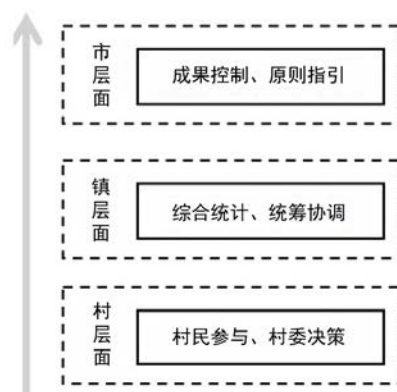 市层面
成果控制、原则指引
镇层面
综合统计、统筹协调
村层面
村民参与、村委决策